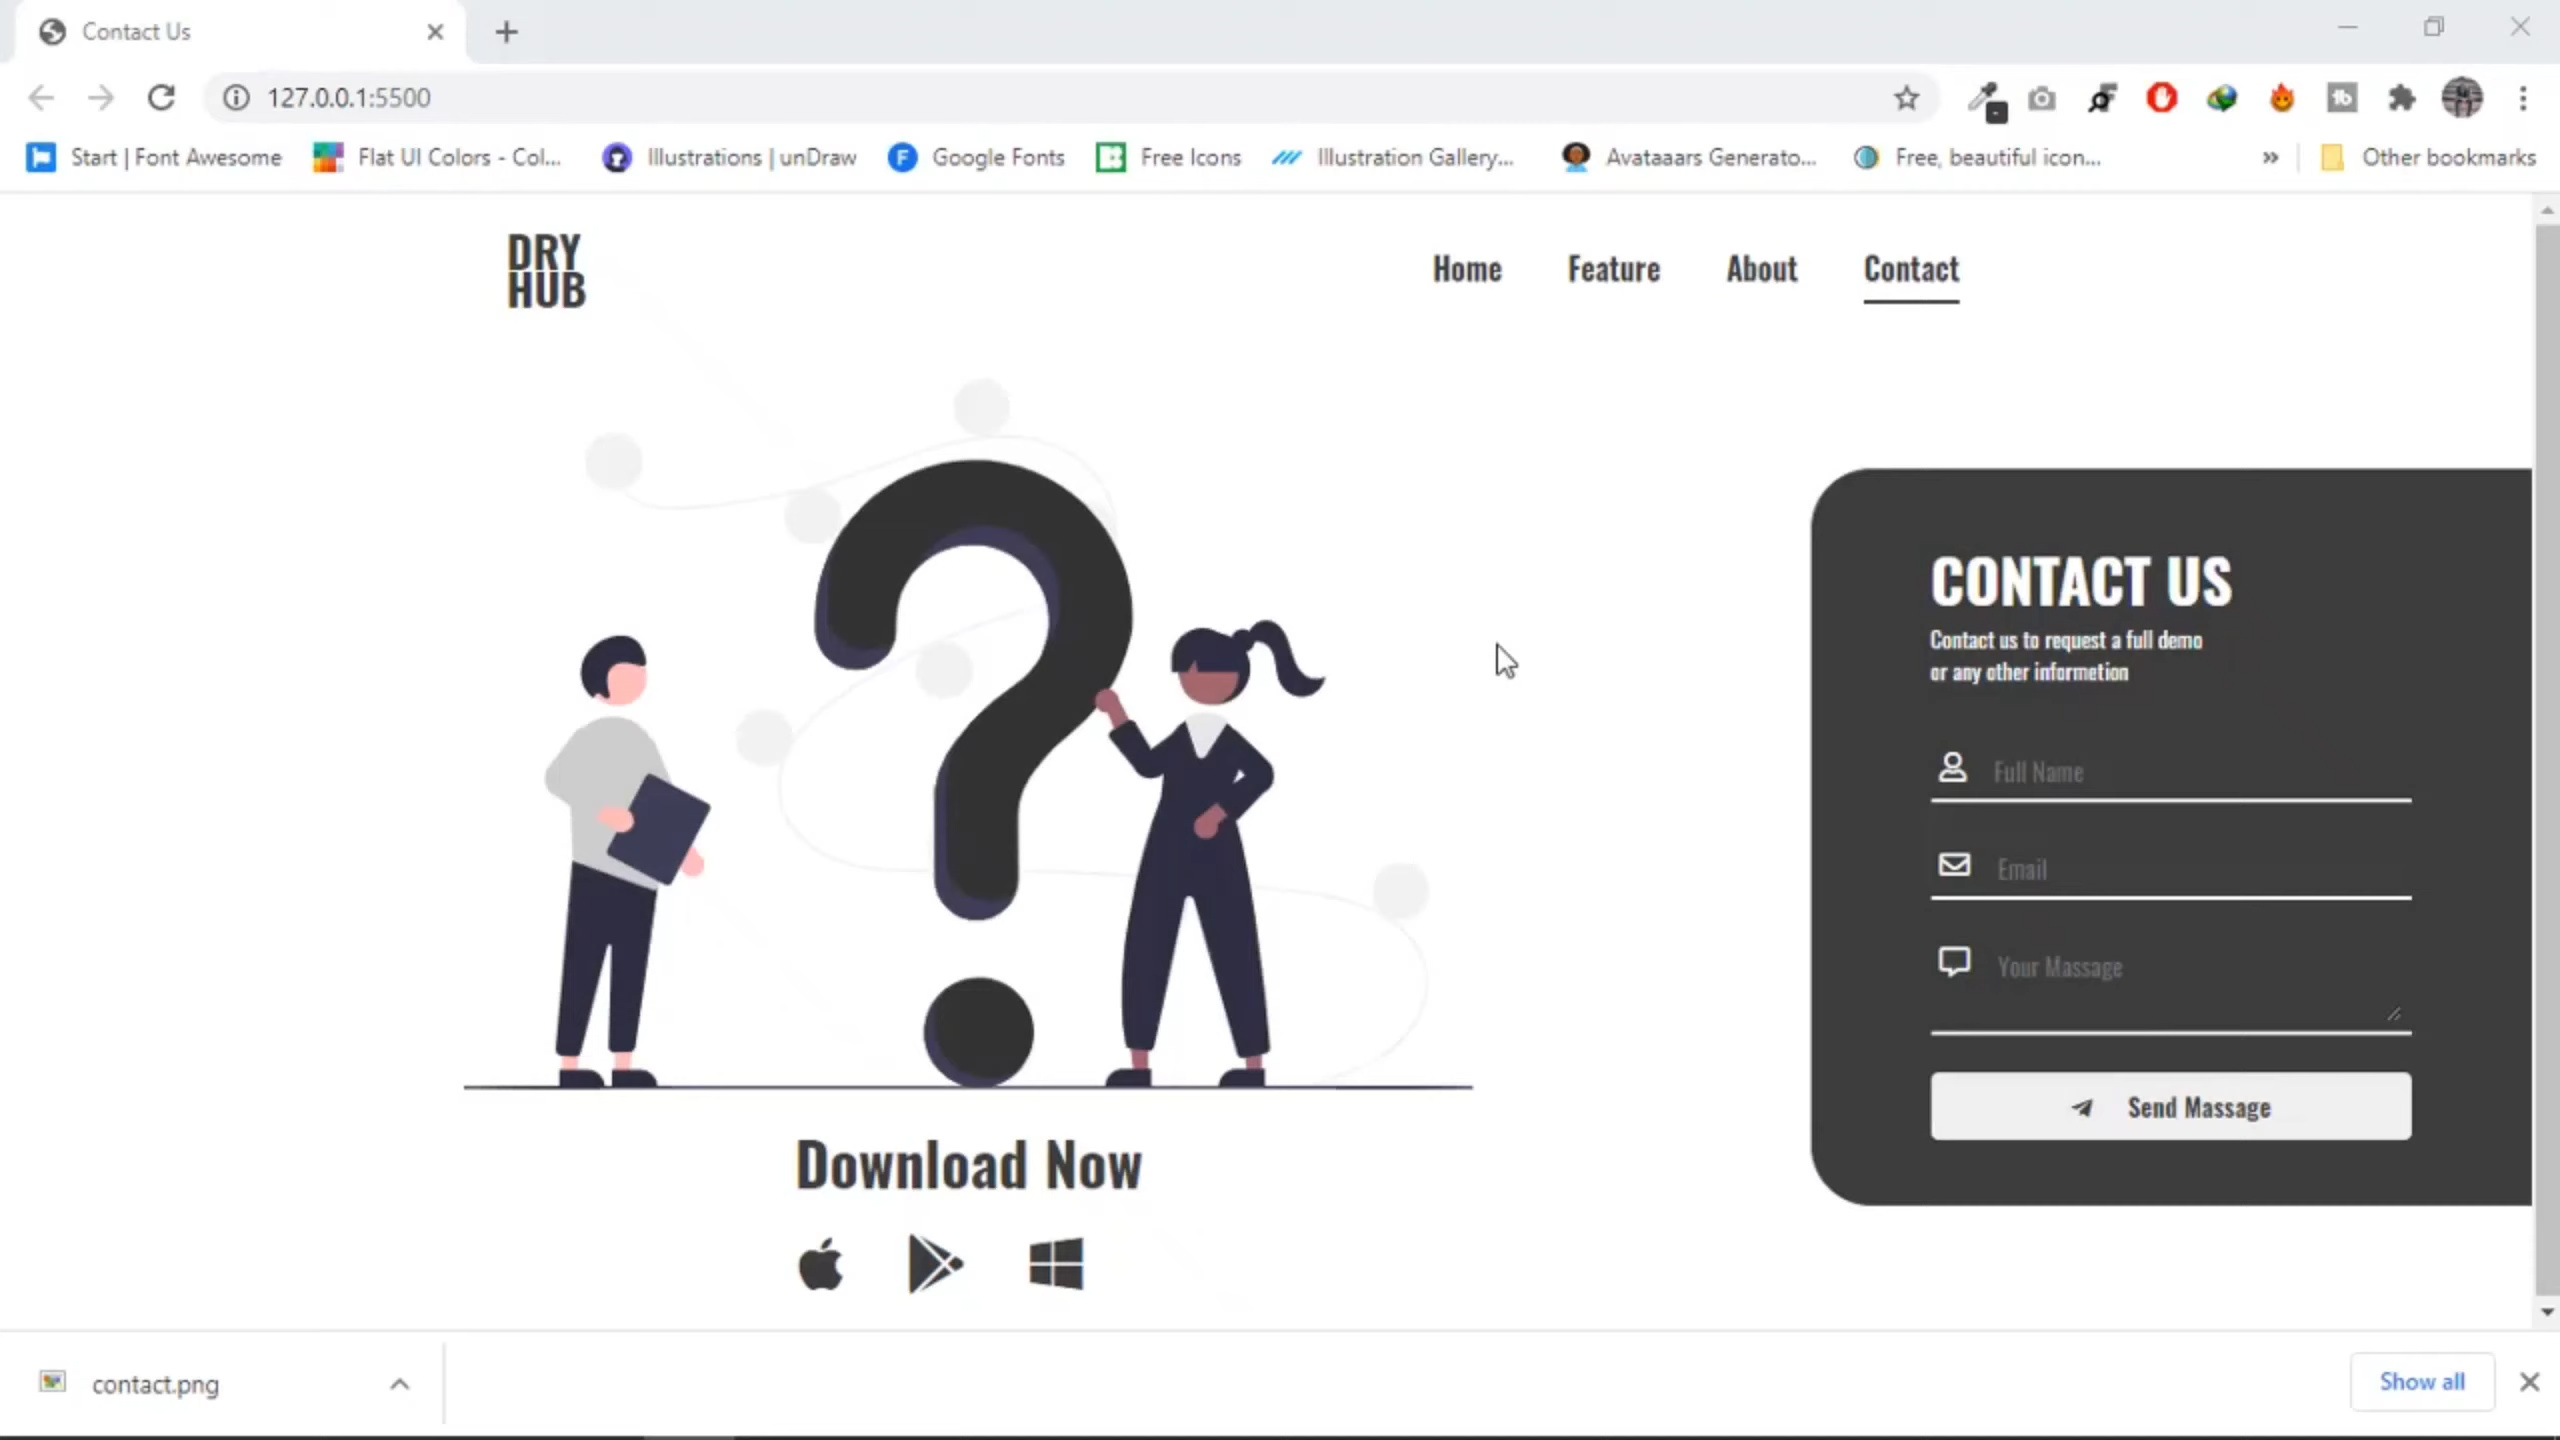 Contact Us
127.0.0.1:5500
Start | Font Awesome
Flat UI Colors - Col...
Illustrations | unDraw
Google Fonts
Free Icons
Illustration Gallery...
Avataaars Generato...
Free, beautiful icon...
»
Other bookmarks
DRY
HUB
Home
Feature
About
Contact
CONTACT US
Contact us to request a full demo
or any other informetion
Full Name
Email
Your Massage
Send Massage
Download Now
contact.png
Show all